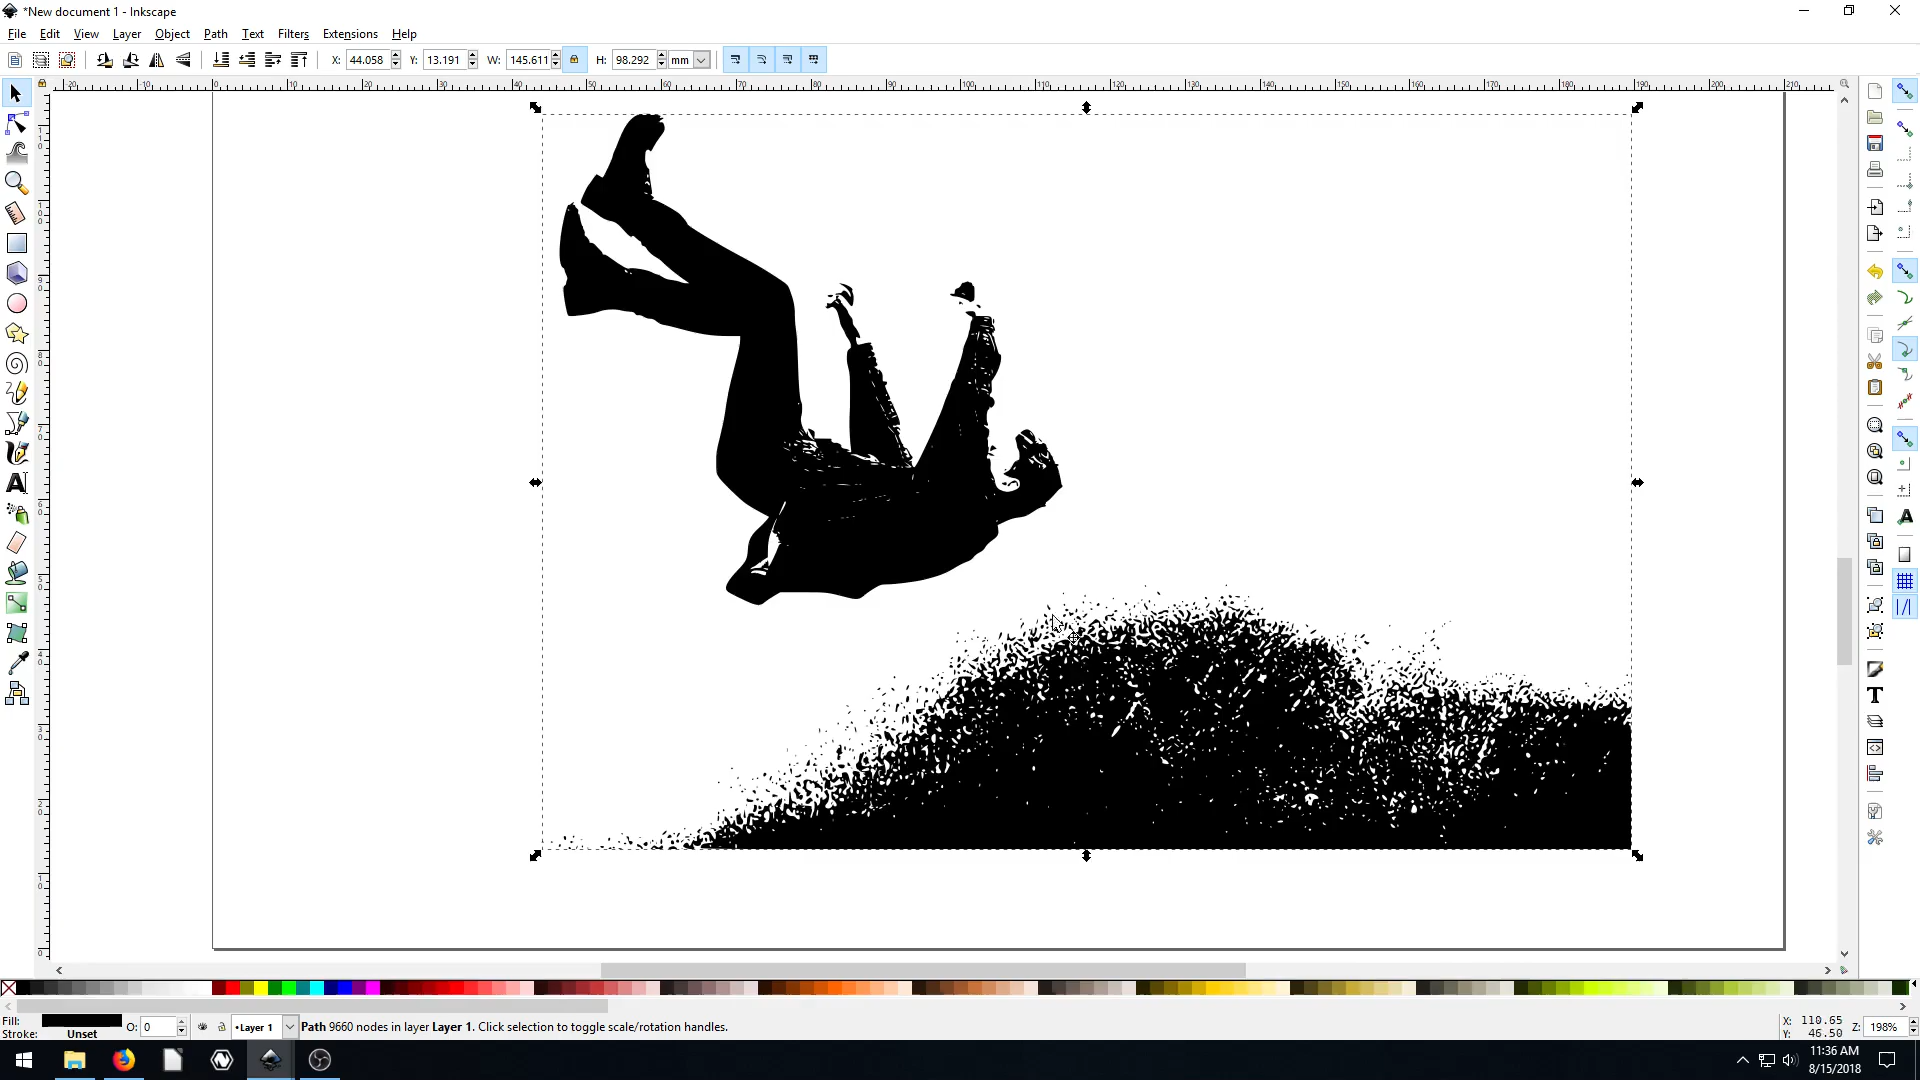 *New document 1 - Inkscape
File Edit View Layer Object Path Text Filters Extensions Help
X: 44.058 Y: 13.191 W: 145.611 H: 98.292 mm
Fill:
Stroke: Unset
O: 0
•Layer 1
Path 9660 nodes in layer Layer 1. Click selection to toggle scale/rotation handles.
X: 110.65
Y: 46.50
Z: 198%
11:36 AM
8/15/2018